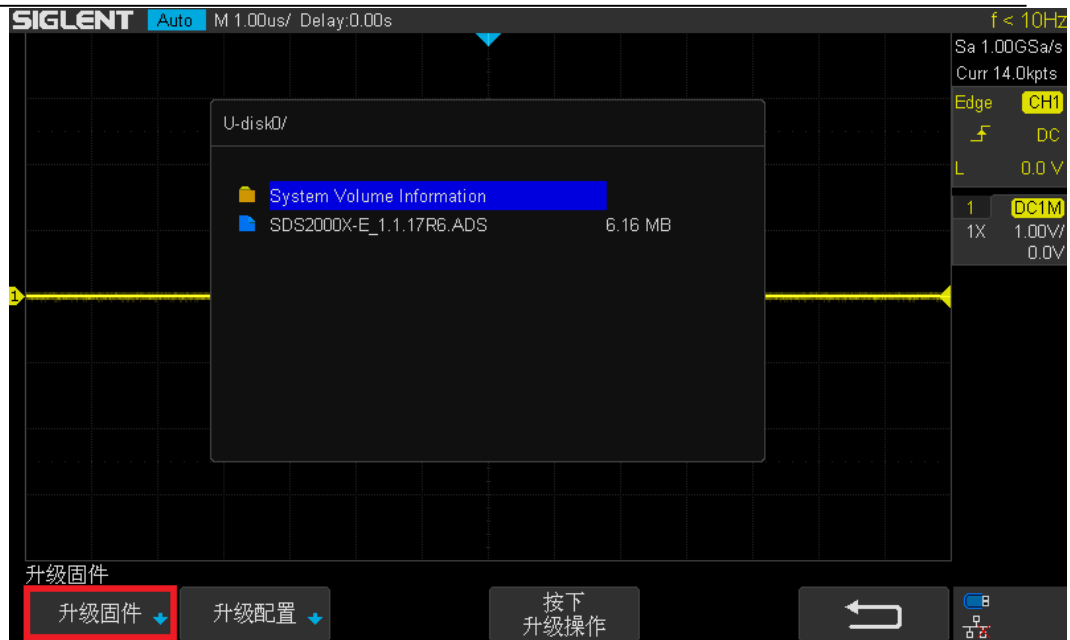 SIGLENT Auto M 1.00us/ Delay:0.00s f < 10Hz
Sa 1.00GSa/s
Curr 14.0kpts
Edge CH1
DC
L 0.0 V
U-disk0/
System Volume Information
SDS2000X-E_1.1.17R6.ADS 6.16 MB
1 DC1M
1X 1.00V/
0.0V
1
升级固件
升级固件 升级配置 按下
升级操作